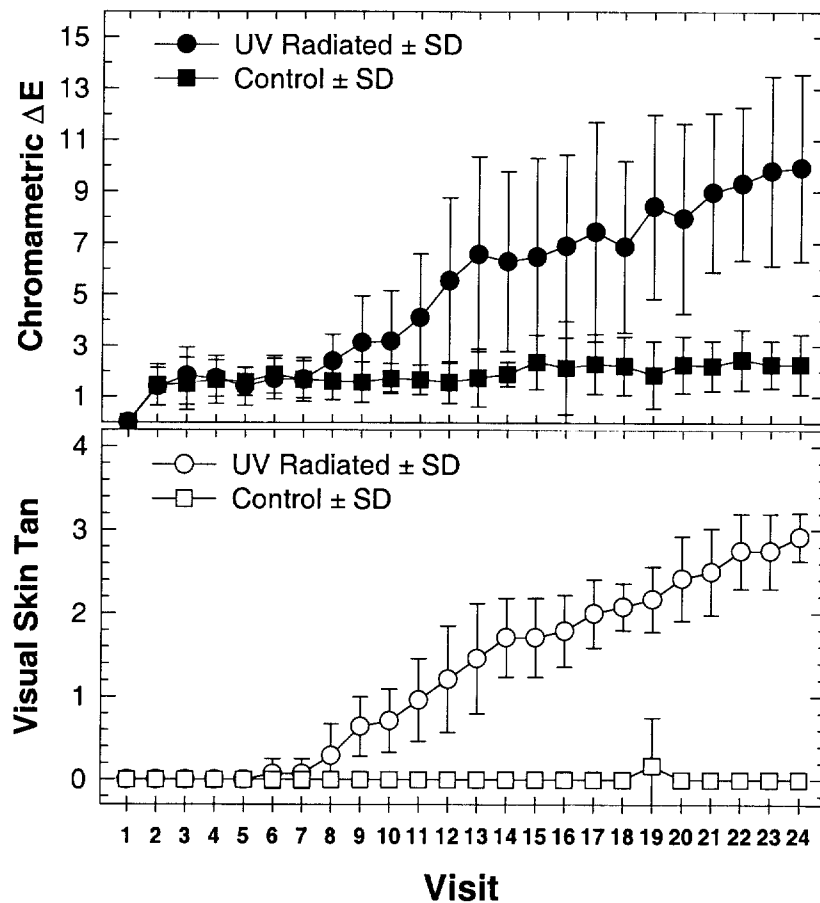 15
13
11
9
7
5
3
1
Chromametric ΔE
UV Radiated ± SD
Control ± SD
4
3
2
1
0
Visual Skin Tan
UV Radiated ± SD
Control ± SD
1 2 3 4 5 6 7 8 9 10 11 12 13 14 15 16 17 18 19 20 21 22 23 24
Visit